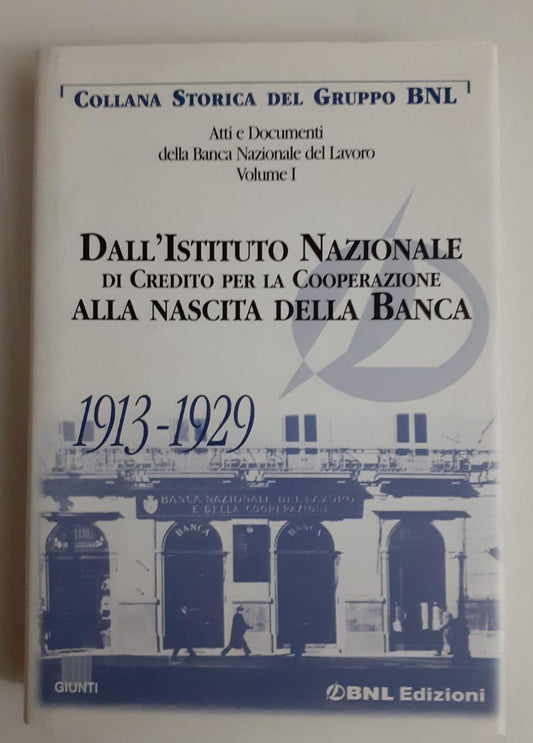 COLLANA STORICA DEL GRUPPO BNL
Atti e Documenti
della Banca Nazionale del Lavoro
Volume I
DALL'ISTITUTO NAZIONALE
DI CREDITO PER LA COOPERAZIONE
ALLA NASCITA DELLA BANCA
1913-1929
BANCA NAZIONALE DEL LAVORO
E DELLA COOPERAZIONE
BANCA
BANCA
GIUNTI
BNL Edizioni